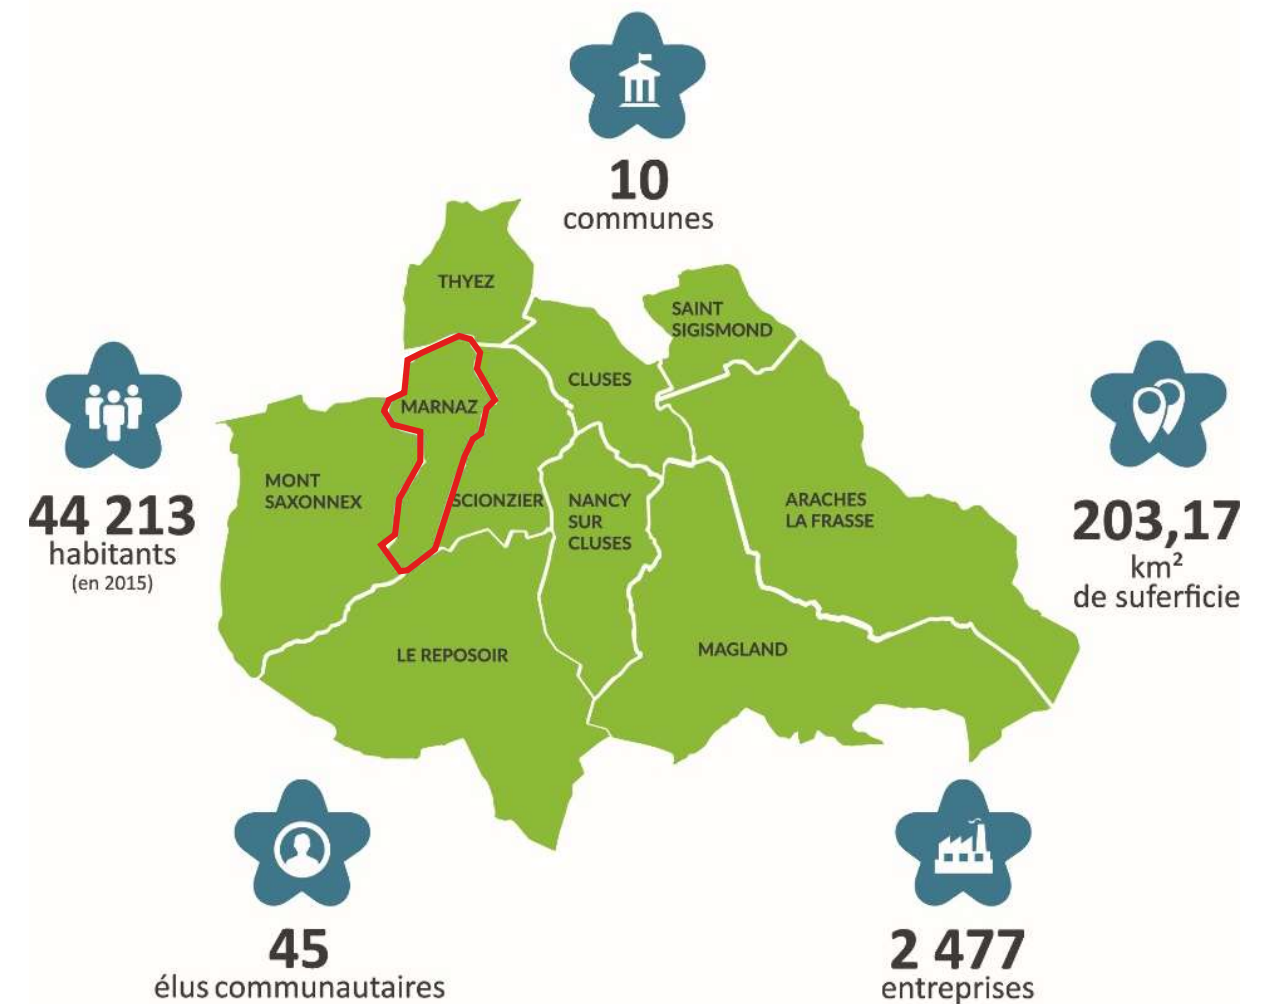 10
communes
THYEZ
SAINT
SIGISMOND
CLUSES
MARNAZ
MONT
SAXONNEX
SCIONZIER
NANCY
SUR
CLUSES
ARACHES
LA FRASSE
LE REPOSOIR
MAGLAND
44 213
habitants
(en 2015)
203,17
km²
de suferficie
45
élus communautaires
2 477
entreprises